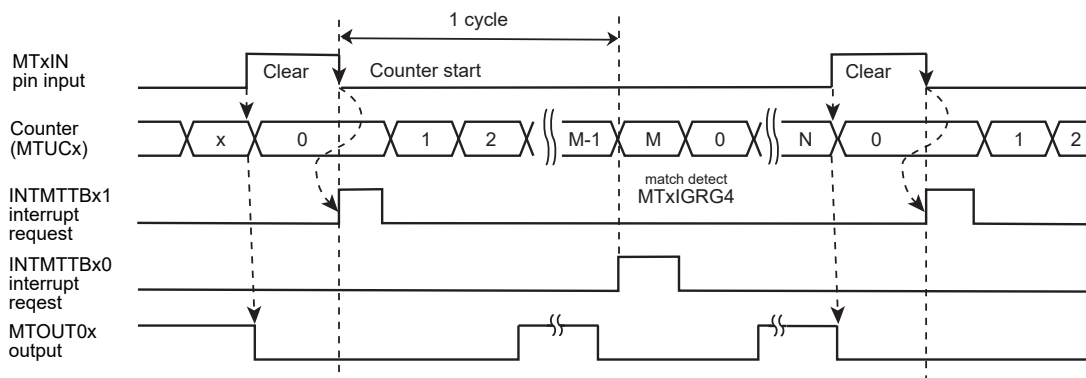 1 cycle
MTxIN
pin input
Clear
Counter start
Clear
Counter
(MTUCx)
x
0
1
2
M-1
M
0
N
0
1
2
match detect
MTxIGRG4
INTMTTBx1
interrupt
request
INTMTTBx0
interrupt
reqest
MTOUT0x
output